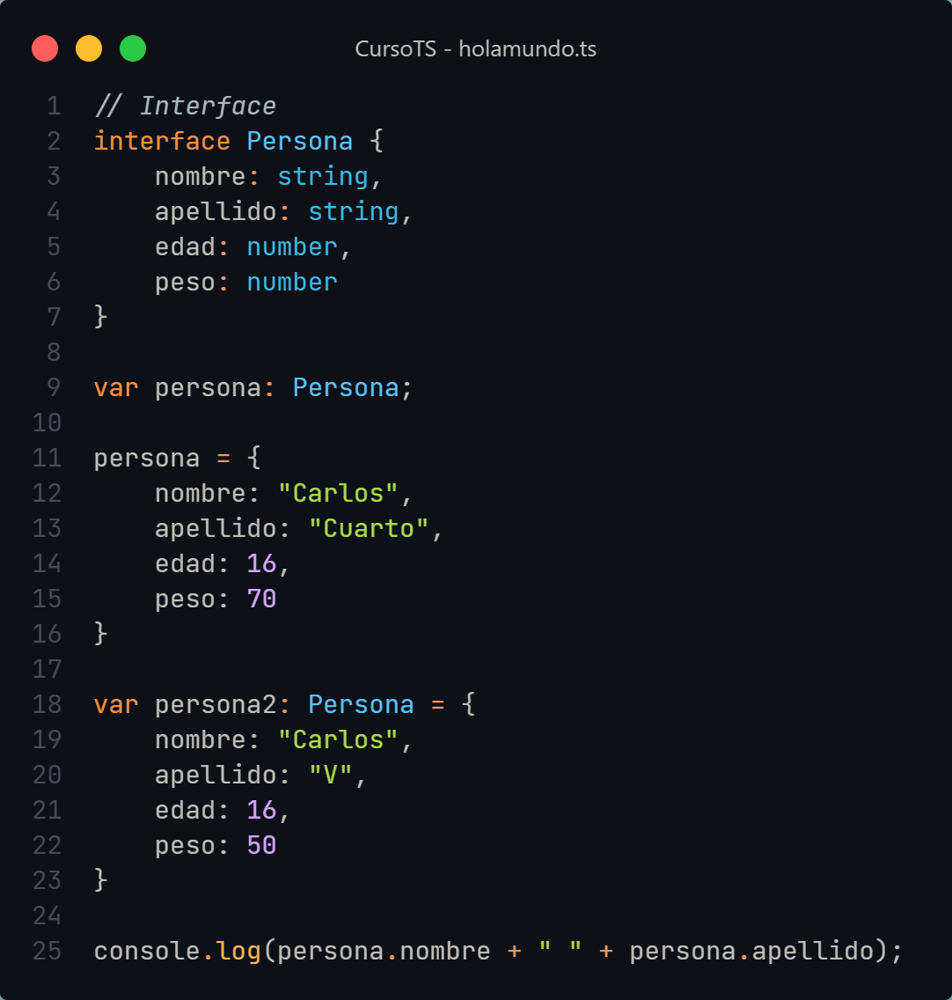 CursoTS - holamundo.ts
1 // Interface
2 interface Persona {
3     nombre: string,
4     apellido: string,
5     edad: number,
6     peso: number
7 }
8
9 var persona: Persona;
10
11 persona = {
12     nombre: "Carlos",
13     apellido: "Cuarto",
14     edad: 16,
15     peso: 70
16 }
17
18 var persona2: Persona = {
19     nombre: "Carlos",
20     apellido: "V",
21     edad: 16,
22     peso: 50
23 }
24
25 console.log(persona.nombre + " " + persona.apellido);